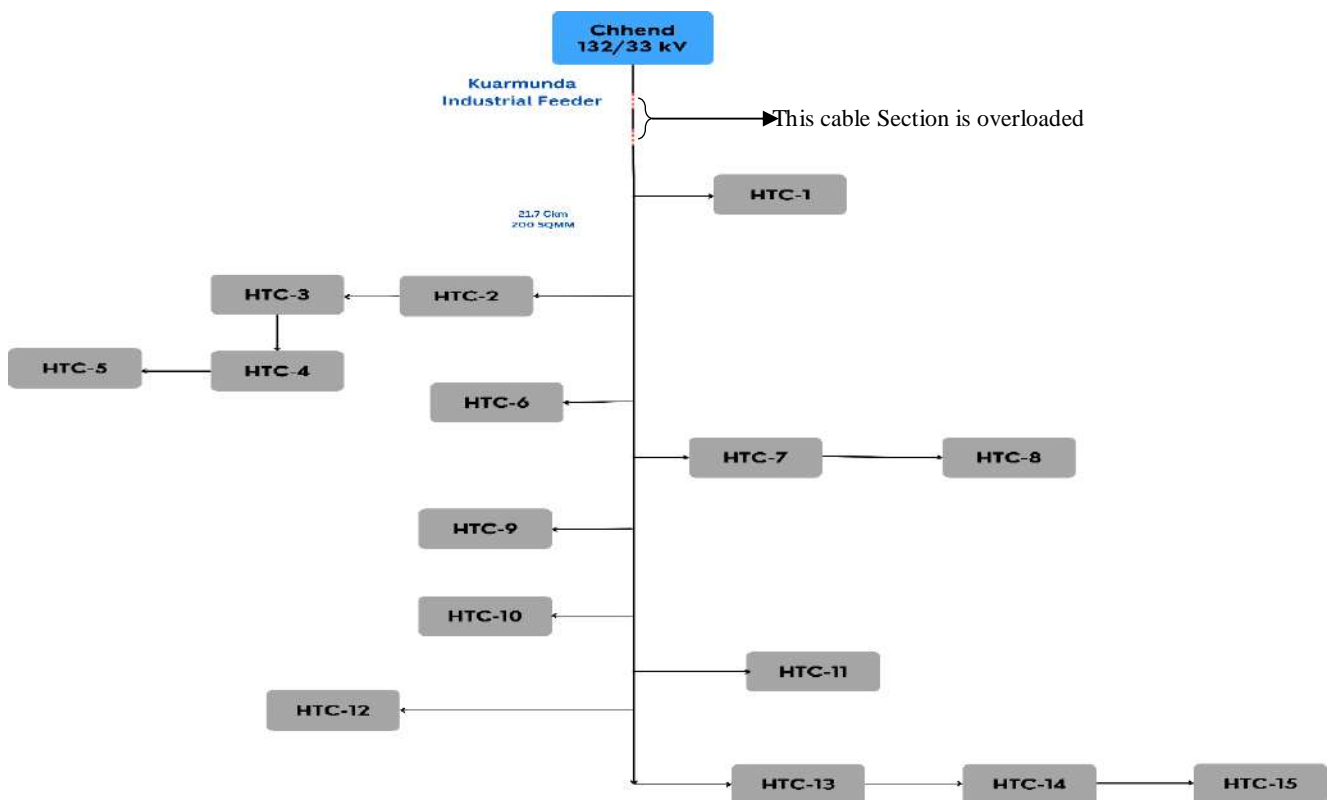 Chhend
132/33 kV
Kuarmunda
Industrial Feeder
This cable Section is overloaded
HTC-1
21.7 Ckm
200 SQMM
HTC-3
HTC-2
HTC-5
HTC-4
HTC-6
HTC-7
HTC-8
HTC-9
HTC-10
HTC-11
HTC-12
HTC-13
HTC-14
HTC-15